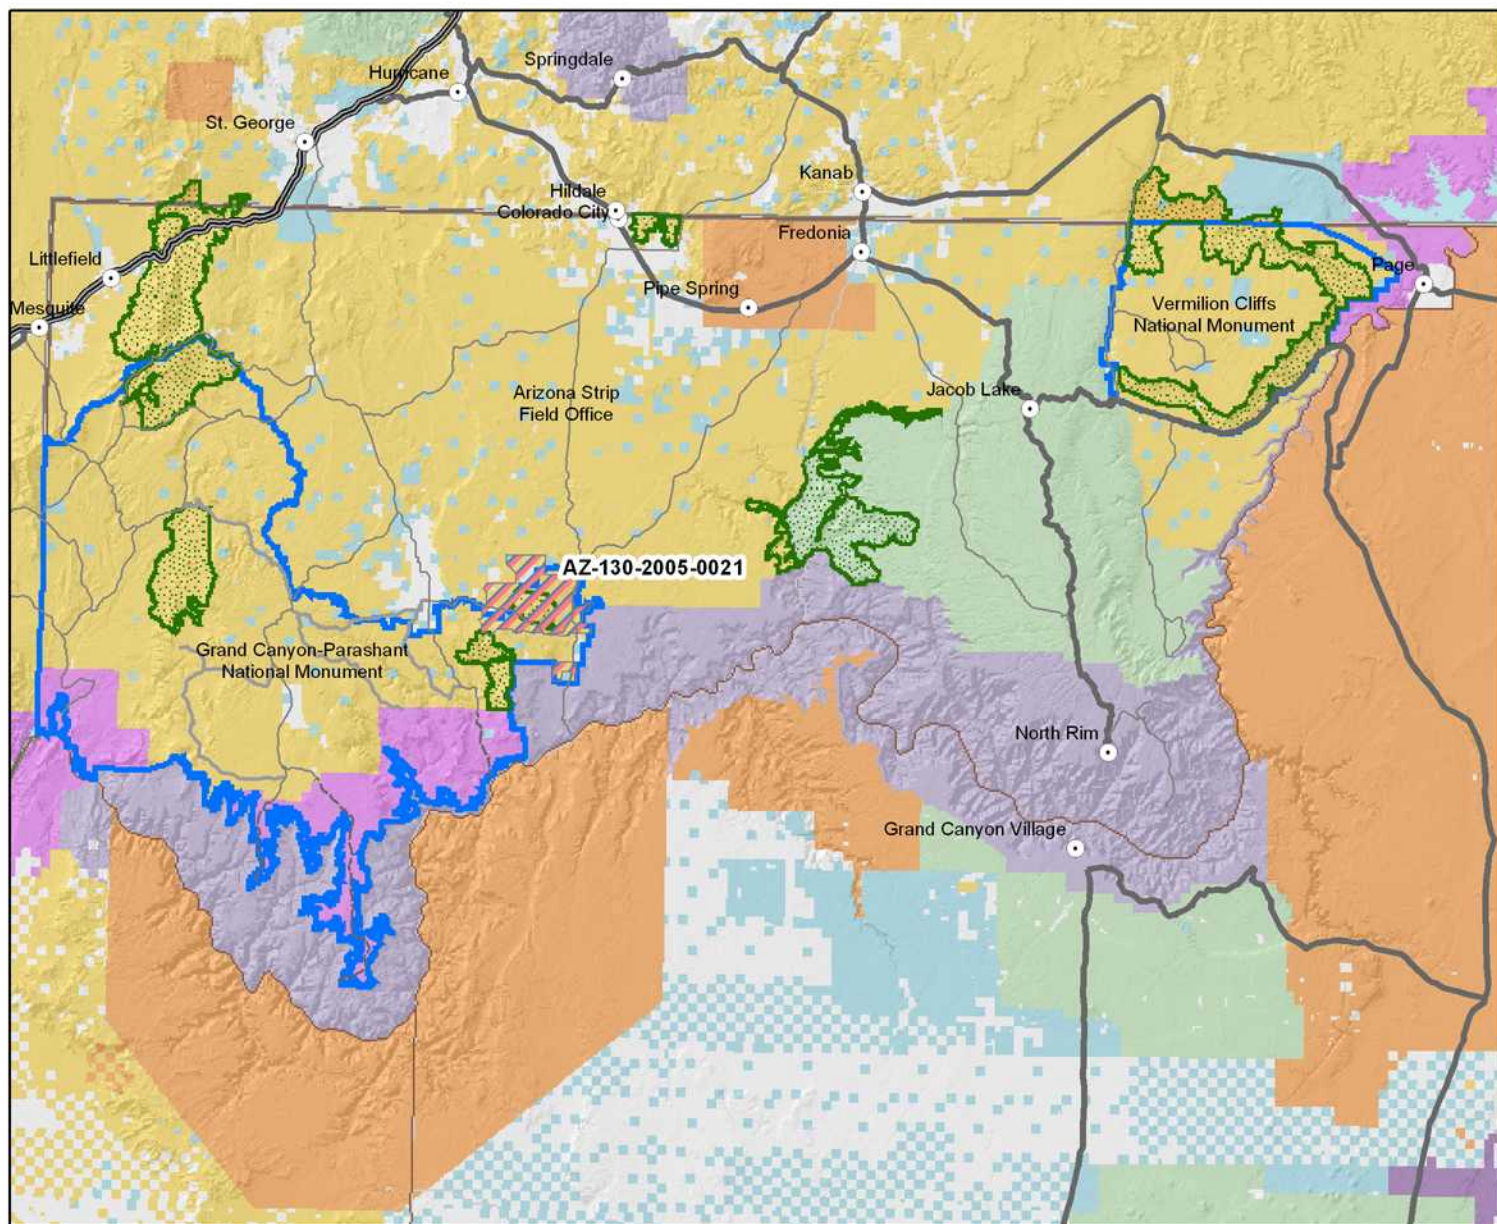 Springdale
Hurricane
St. George
Kanab
Hildale
Colorado City
Fredonia
Littlefield
Page
Pipe Spring
Mesquite
Vermilion Cliffs
National Monument
Arizona Strip
Field Office
Jacob Lake
AZ-130-2005-0021
Grand Canyon-Parashant
National Monument
North Rim
Grand Canyon Village